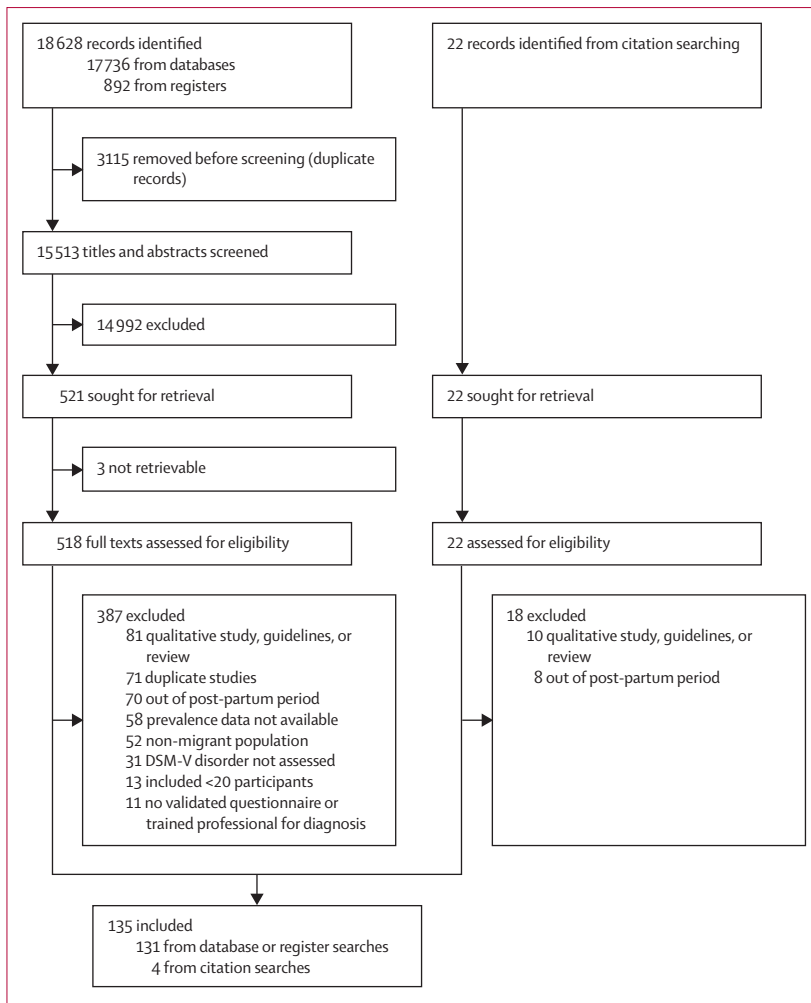 18 628 records identified
17 736 from databases
892 from registers
22 records identified from citation searching
3115 removed before screening (duplicate
records)
15 513 titles and abstracts screened
14 992 excluded
521 sought for retrieval
22 sought for retrieval
3 not retrievable
518 full texts assessed for eligibility
22 assessed for eligibility
387 excluded
81 qualitative study, guidelines, or
review
71 duplicate studies
70 out of post-partum period
58 prevalence data not available
52 non-migrant population
31 DSM-V disorder not assessed
13 included <20 participants
11 no validated questionnaire or
trained professional for diagnosis
18 excluded
10 qualitative study, guidelines, or
review
8 out of post-partum period
135 included
131 from database or register searches
4 from citation searches